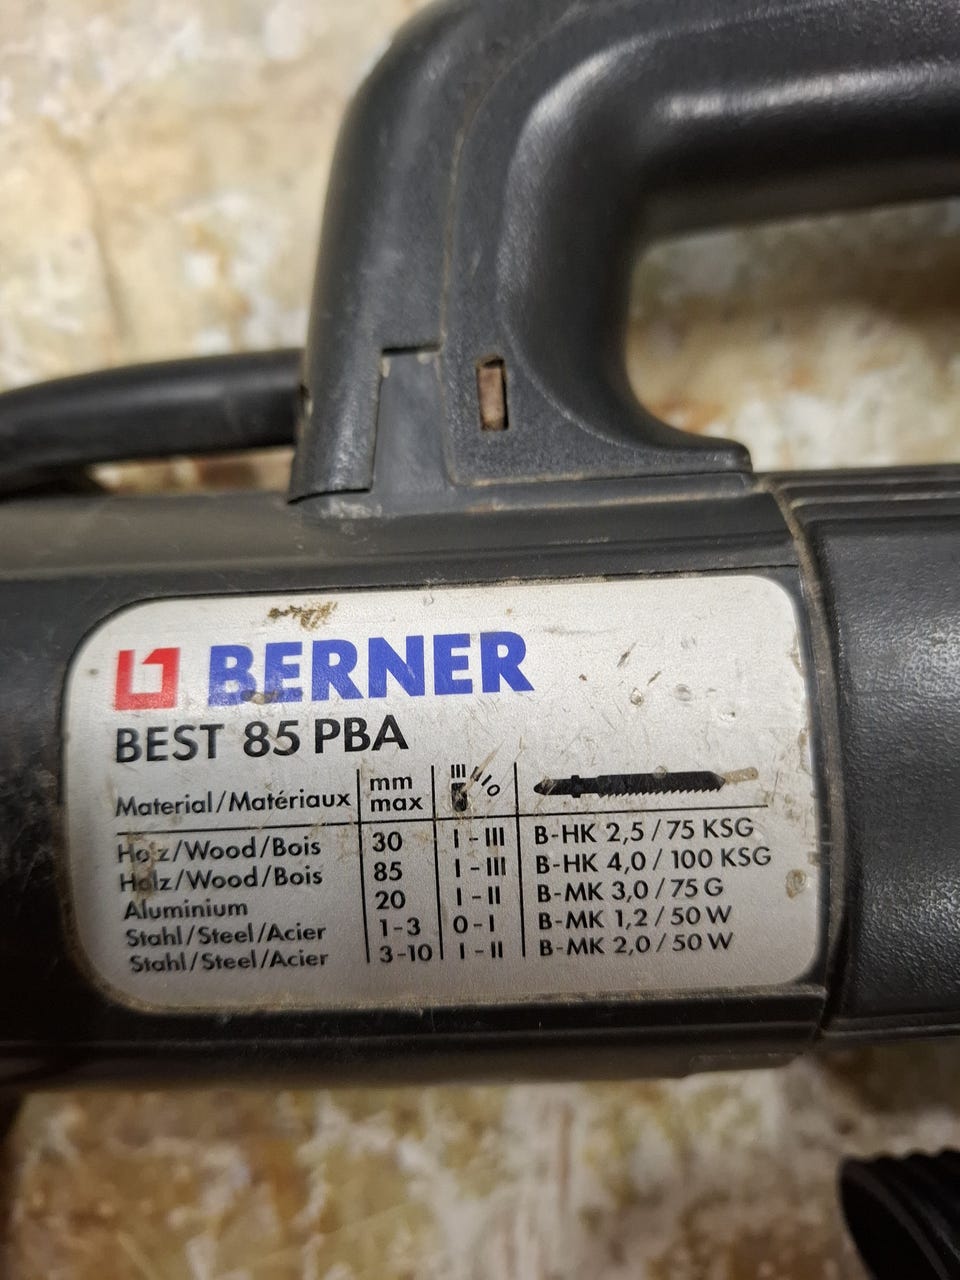 BERNER
BEST 85 PBA
Material/Matériaux mm max III II I O
Holz/Wood/Bois 30 I - III B-HK 2,5/75 KSG
Holz/Wood/Bois 85 I - III B-HK 4,0/100 KSG
Aluminium 20 I - II B-MK 3,0/75 G
Stahl/Steel/Acier 1-3 0-I B-MK 1,2/50 W
Stahl/Steel/Acier 3-10 I - II B-MK 2,0/50 W